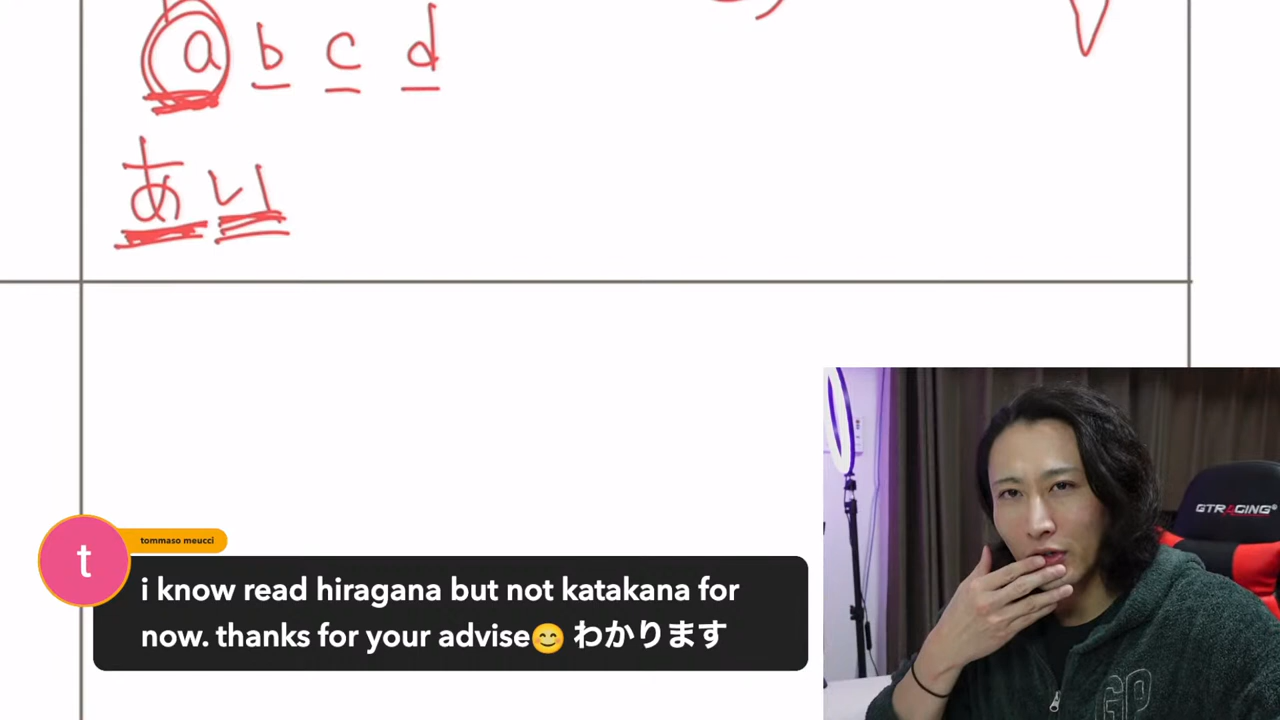 a b c d
あ い
t
tommaso meucci
i know read hiragana but not katakana for
now. thanks for your advise😊 わかります
GTRACING
GP